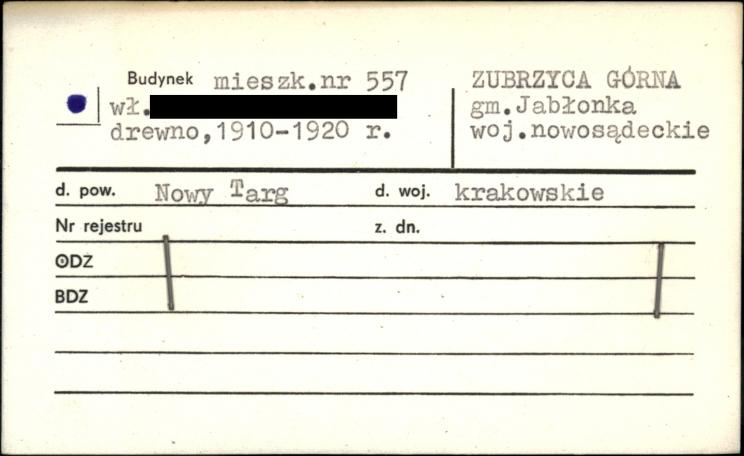 Budynek mieszk.nr 557
wł.
drewno,1910-1920 r.
ZUBRZYCA GÓRNA
gm.Jabłonka
woj.nowosądeckie
d. pow. Nowy Targ d. woj. krakowskie
Nr rejestru z. dn.
ODZ
BDZ